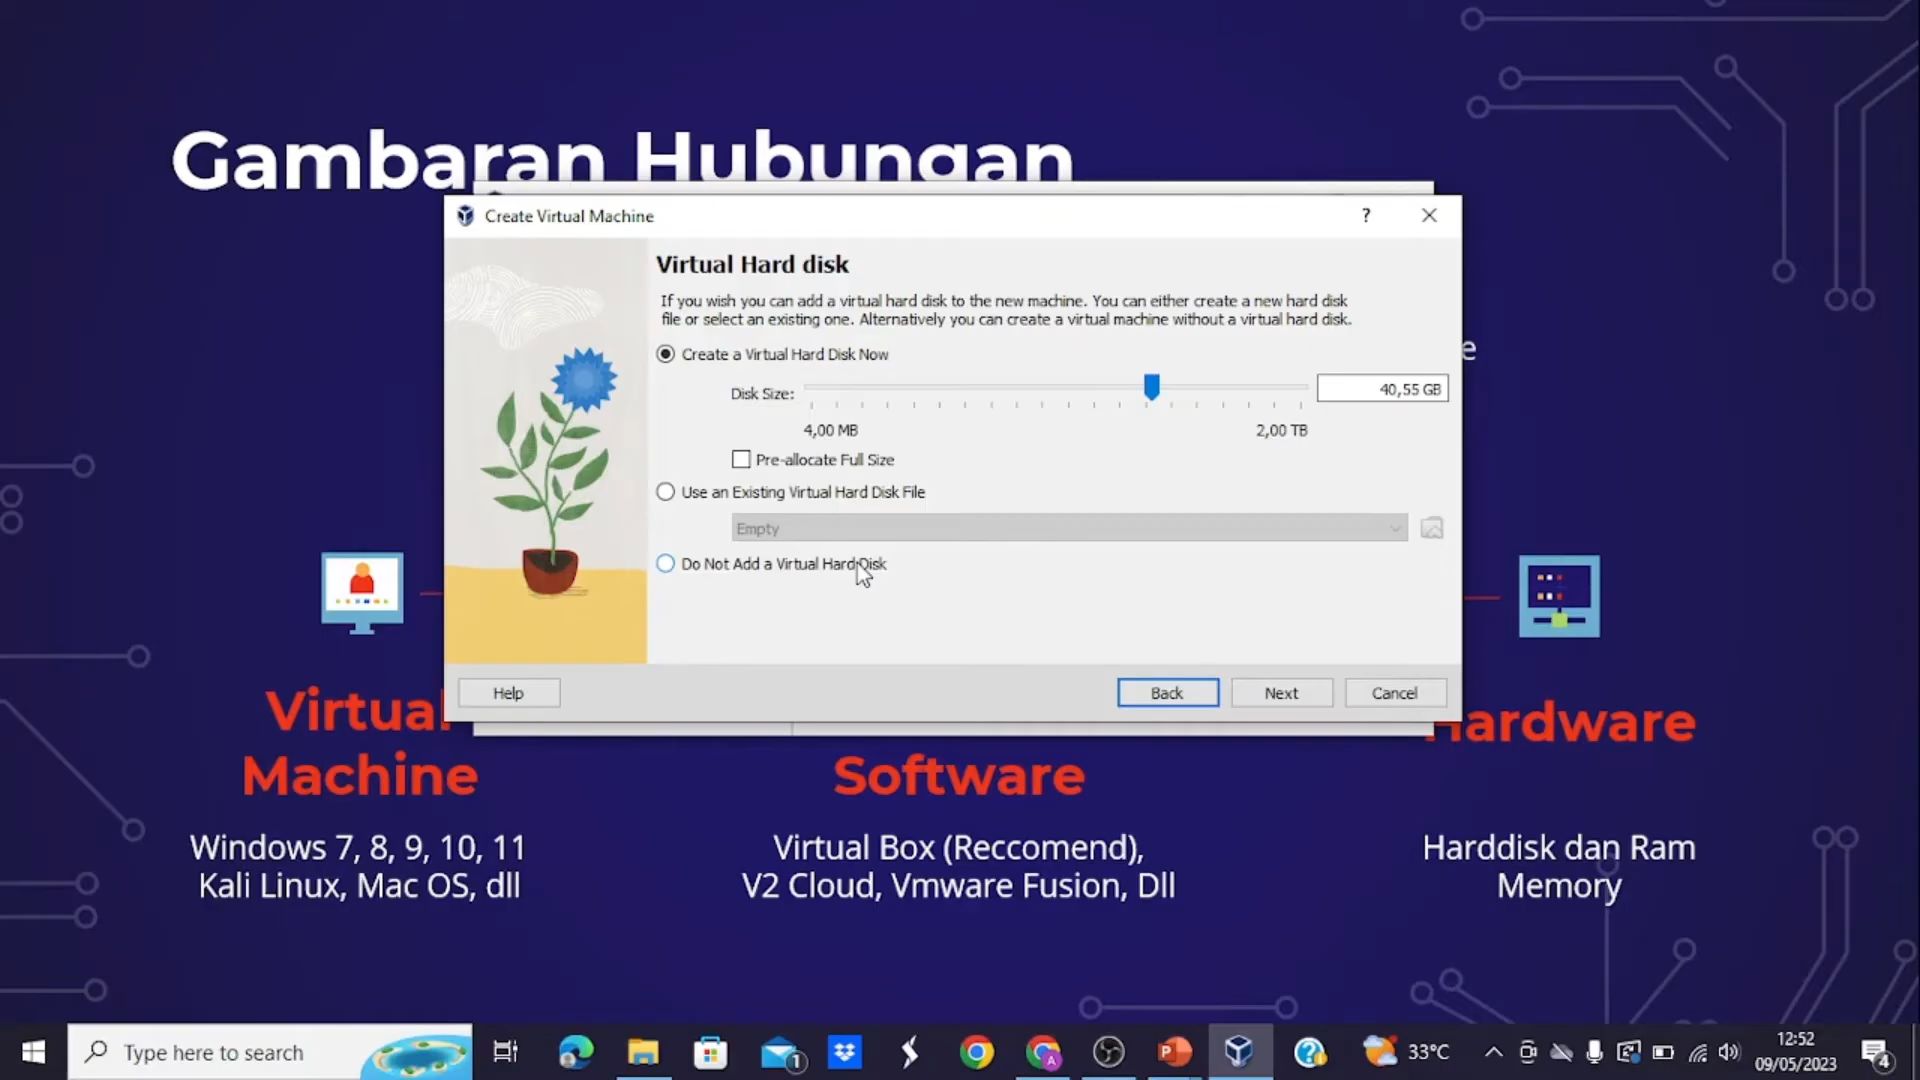 Gambaran Hubungan
Create Virtual Machine
?
Virtual Hard disk
If you wish you can add a virtual hard disk to the new machine. You can either create a new hard disk
file or select an existing one. Alternatively you can create a virtual machine without a virtual hard disk.
Create a Virtual Hard Disk Now
Disk Size:
40,55 GB
4,00 MB
2,00 TB
Pre-allocate Full Size
Use an Existing Virtual Hard Disk File
Empty
Do Not Add a Virtual Hard Disk
Help
Back
Next
Cancel
e
Virtual
Machine
Windows 7, 8, 9, 10, 11
Kali Linux, Mac OS, dll
Software
Virtual Box (Reccomend),
V2 Cloud, Vmware Fusion, Dll
Hardware
Harddisk dan Ram
Memory
Type here to search
1
33°C
12:52
09/05/2023
4